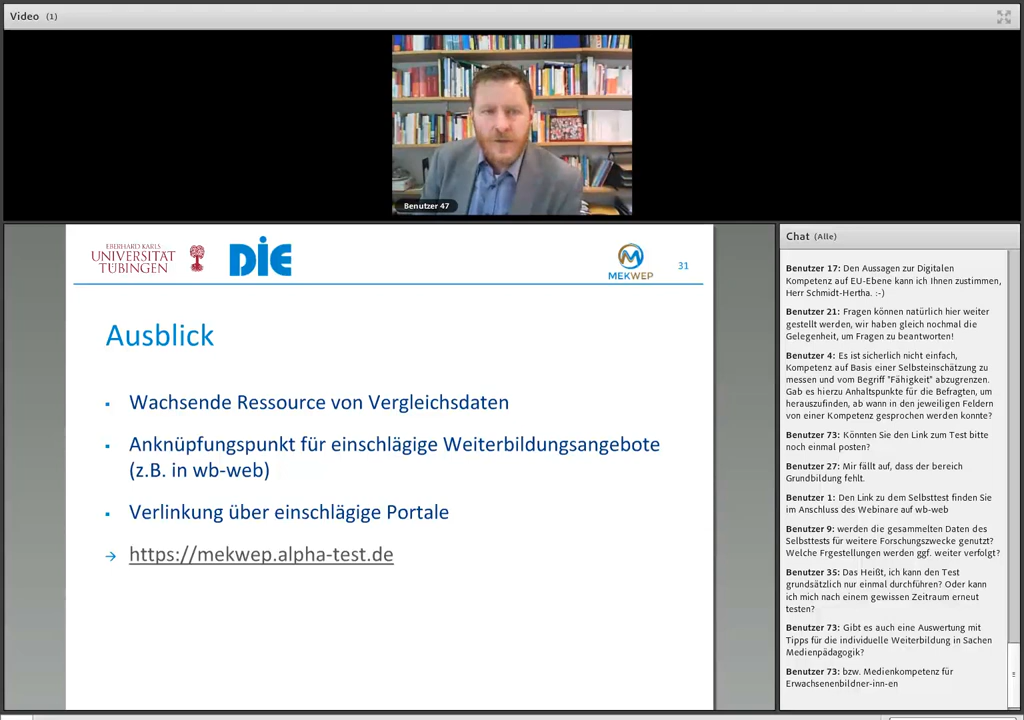 Video (1)
Benutzer 47
EBERHARD KARLS
UNIVERSITÄT
TÜBINGEN
DIE
MEKWEP
31
Ausblick
Wachsende Ressource von Vergleichsdaten
Anknüpfungspunkt für einschlägige Weiterbildungsangebote
(z.B. in wb-web)
Verlinkung über einschlägige Portale
→ https://mekwep.alpha-test.de
Chat (Alle)
Benutzer 17: Den Aussagen zur Digitalen
Kompetenz auf EU-Ebene kann ich Ihnen zustimmen,
Herr Schmidt-Hertha. :-)
Benutzer 21: Fragen können natürlich hier weiter
gestellt werden, wir haben gleich nochmal die
Gelegenheit, um Fragen zu beantworten!
Benutzer 4: Es ist sicherlich nicht einfach,
Kompetenz auf Basis einer Selbsteinschätzung zu
messen und vom Begriff "Fähigkeit" abzugrenzen.
Gab es hierzu Anhaltspunkte für die Befragten, um
herauszufinden, ab wann in den jeweiligen Feldern
von einer Kompetenz gesprochen werden konnte?
Benutzer 73: Könnten Sie den Link zum Test bitte
noch einmal posten?
Benutzer 27: Mir fällt auf, dass der bereich
Grundbildung fehlt.
Benutzer 1: Den Link zu dem Selbsttest finden Sie
im Anschluss des Webinare auf wb-web
Benutzer 9: werden die gesammelten Daten des
Selbsttests für weitere Forschungszwecke genutzt?
Welche Frgestellungen werden ggf. weiter verfolgt?
Benutzer 35: Das Heißt, ich kann den Test
grundsätzlich nur einmal durchführen? Oder kann
ich mich nach einem gewissen Zeitraum erneut
testen?
Benutzer 73: Gibt es auch eine Auswertung mit
Tipps für die individuelle Weiterbildung in Sachen
Medienpädagogik?
Benutzer 73: bzw. Medienkompetenz für
Erwachsenenbildner-inn-en